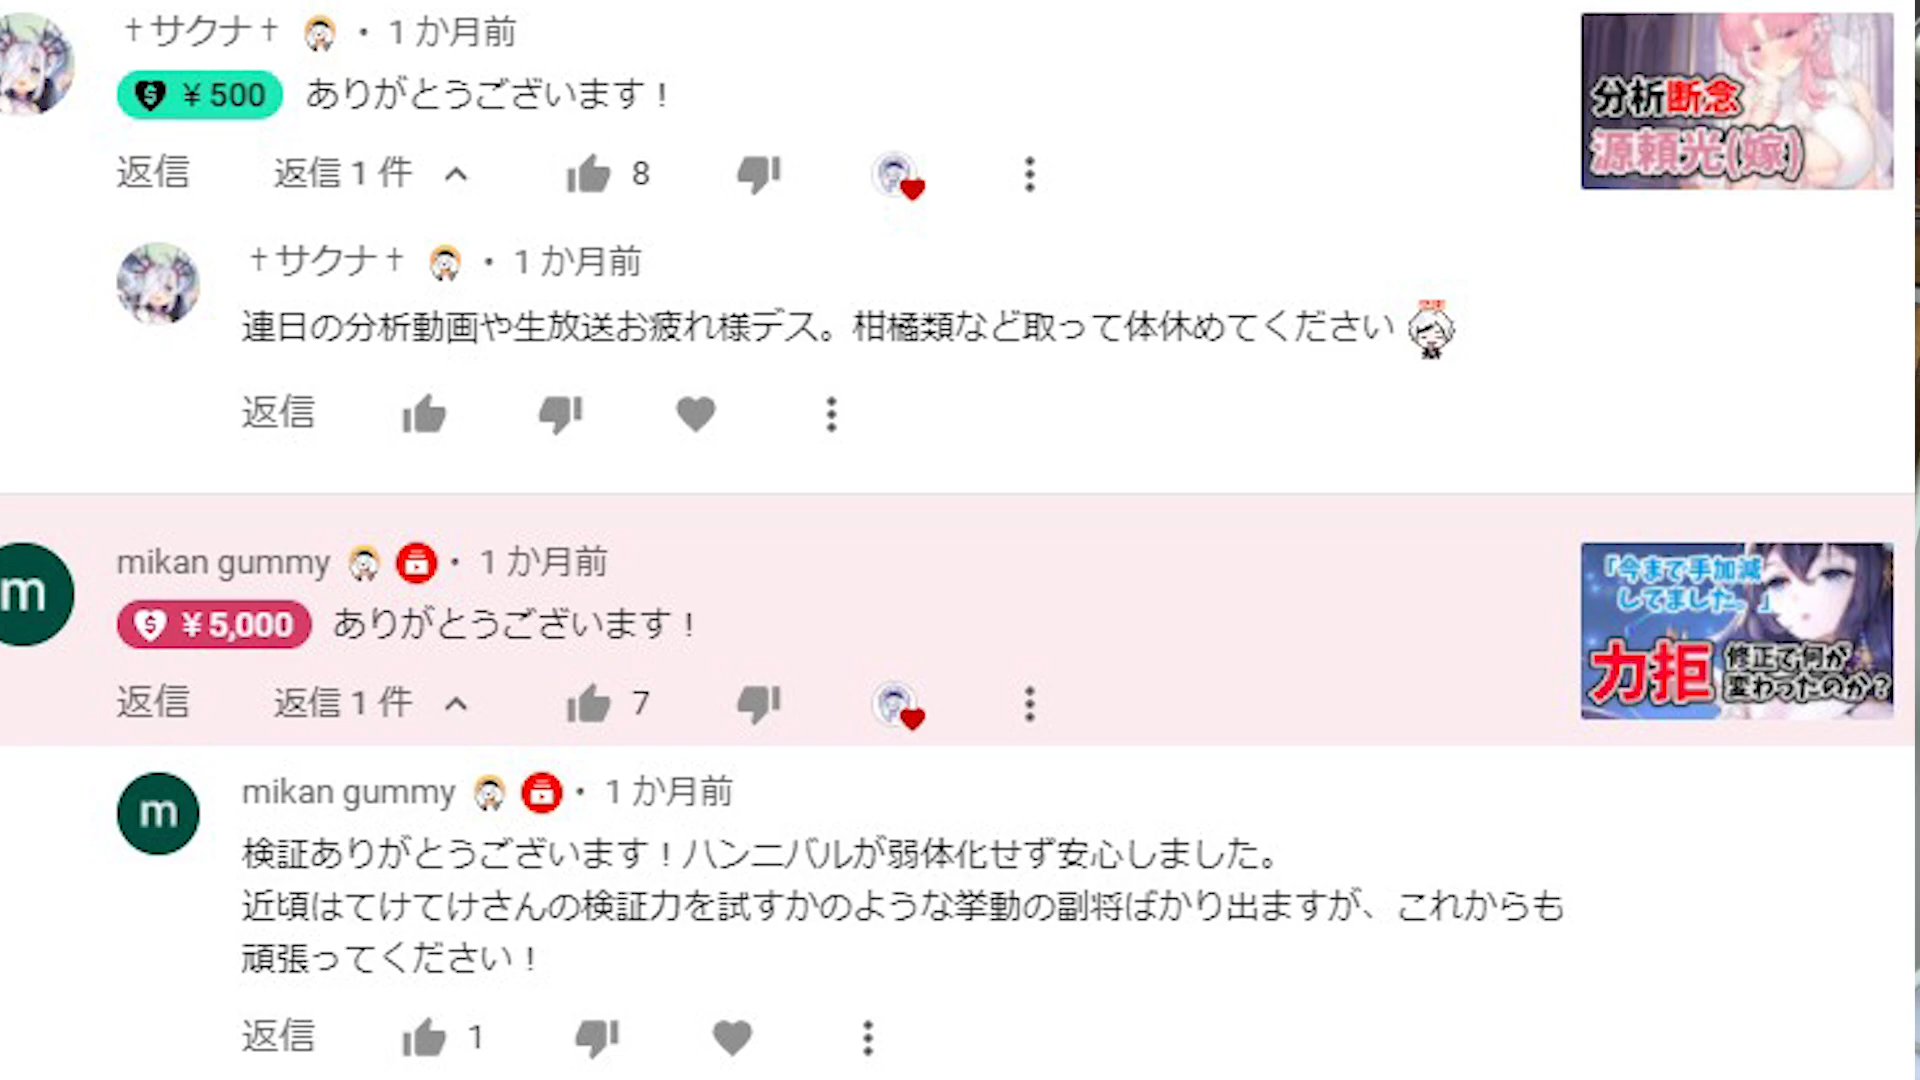 †サクナ† ・ 1 か月前
¥ 500 ありがとうございます！
返信 返信 1 件 8
分析断念
源頼光(嫁)
†サクナ† ・ 1 か月前
連日の分析動画や生放送お疲れ様デス。柑橘類など取って体休めてください
返信
m
mikan gummy ・ 1 か月前
¥ 5,000 ありがとうございます！
返信 返信 1 件 7
「今まで手加減
してました。」
力拒 修正で何が
変わったのか？
m
mikan gummy ・ 1 か月前
検証ありがとうございます！ハンニバルが弱体化せず安心しました。
近頃はてけてけさんの検証力を試すかのような挙動の副将ばかり出ますが、これからも
頑張ってください！
返信 1